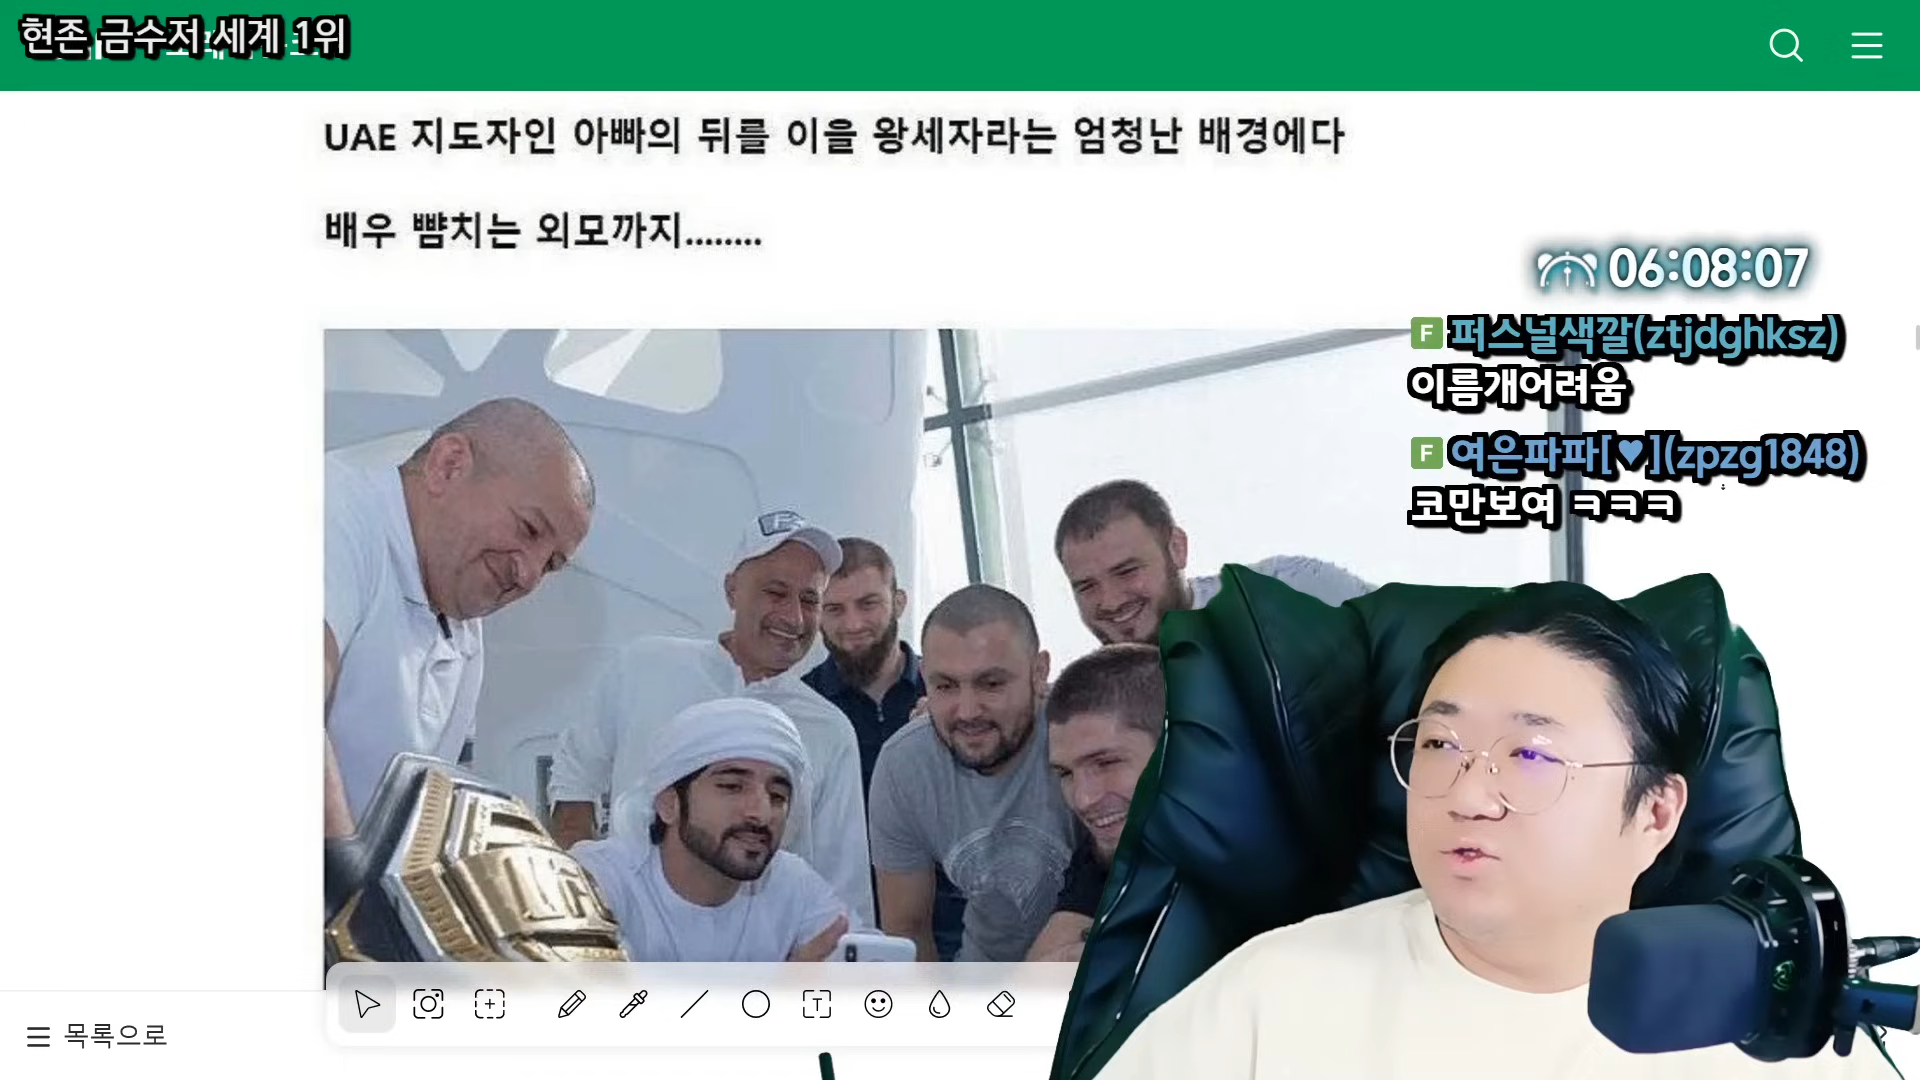 현존 금수저 세계 1위
UAE 지도자인 아빠의 뒤를 이을 왕세자라는 엄청난 배경에다
배우 뺨치는 외모까지........
06:08:07
F 퍼스널색깔(ztjdghksz)
이름개어려움
F 여은파파[♥](zpzg1848)
코만보여 ㅋㅋㅋ
T
목록으로